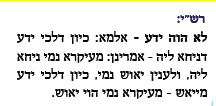 רש"י:
לא הוה ידע - אלמא: כיון דלכי ידע
דניחא ליה - אמרינן: מעיקרא נמי ניחא
ליה, ולענין יאוש נמי, כיון דלכי ידע
מייאש - מעיקרא נמי הוי יאוש.